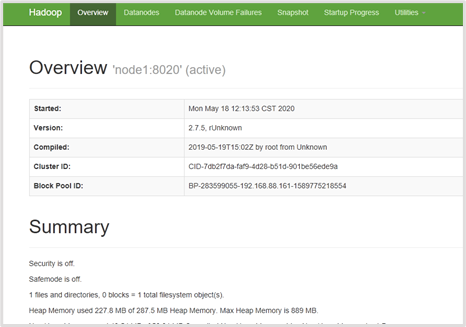 Hadoop Overview Datanodes Datanode Volume Failures Snapshot Startup Progress Utilities
Overview 'node1:8020' (active)
Started: Mon May 18 12:13:53 CST 2020
Version: 2.7.5, rUnknown
Compiled: 2019-05-19T15:02Z by root from Unknown
Cluster ID: CID-7db2f7da-faf9-4d28-b51d-901be56ede9a
Block Pool ID: BP-283599055-192.168.88.161-1589775218554
Summary
Security is off.
Safemode is off.
1 files and directories, 0 blocks = 1 total filesystem object(s).
Heap Memory used 227.8 MB of 287.5 MB Heap Memory. Max Heap Memory is 889 MB.